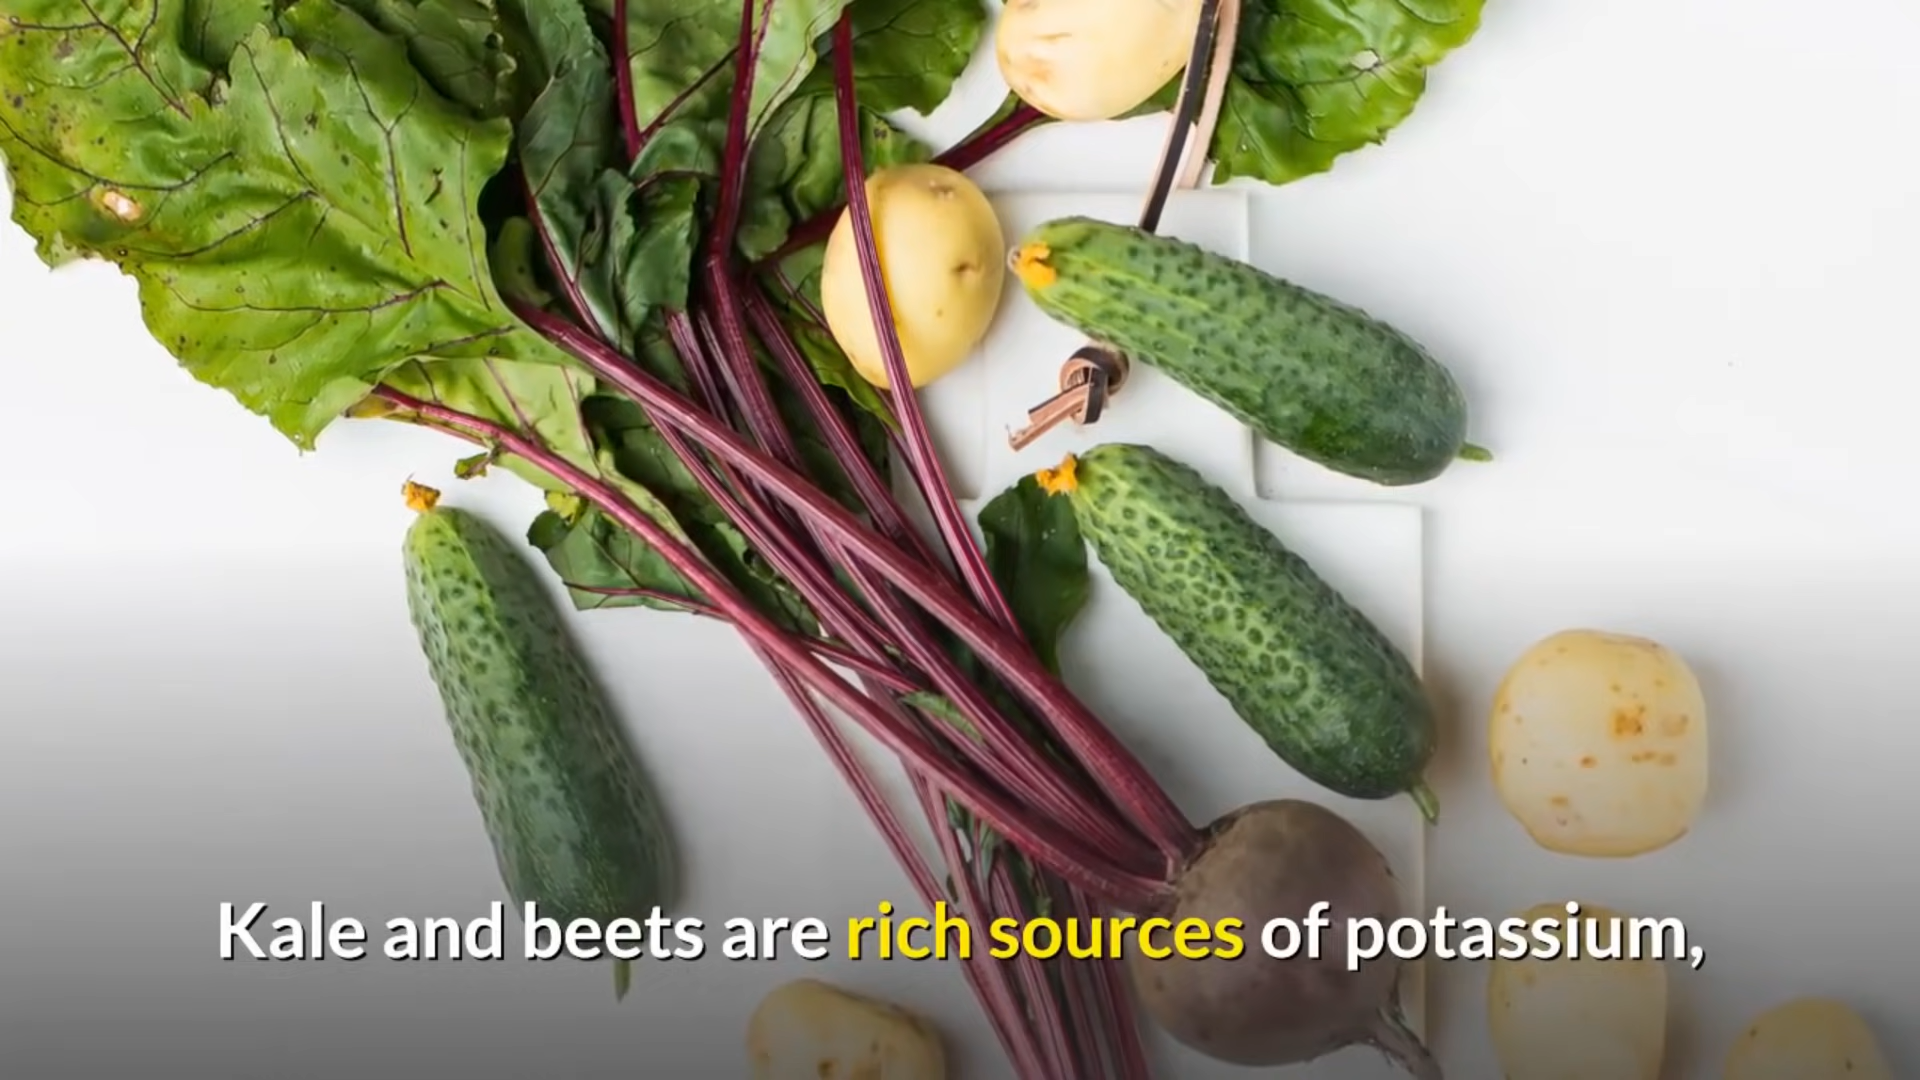 Kale and beets are rich sources of potassium,